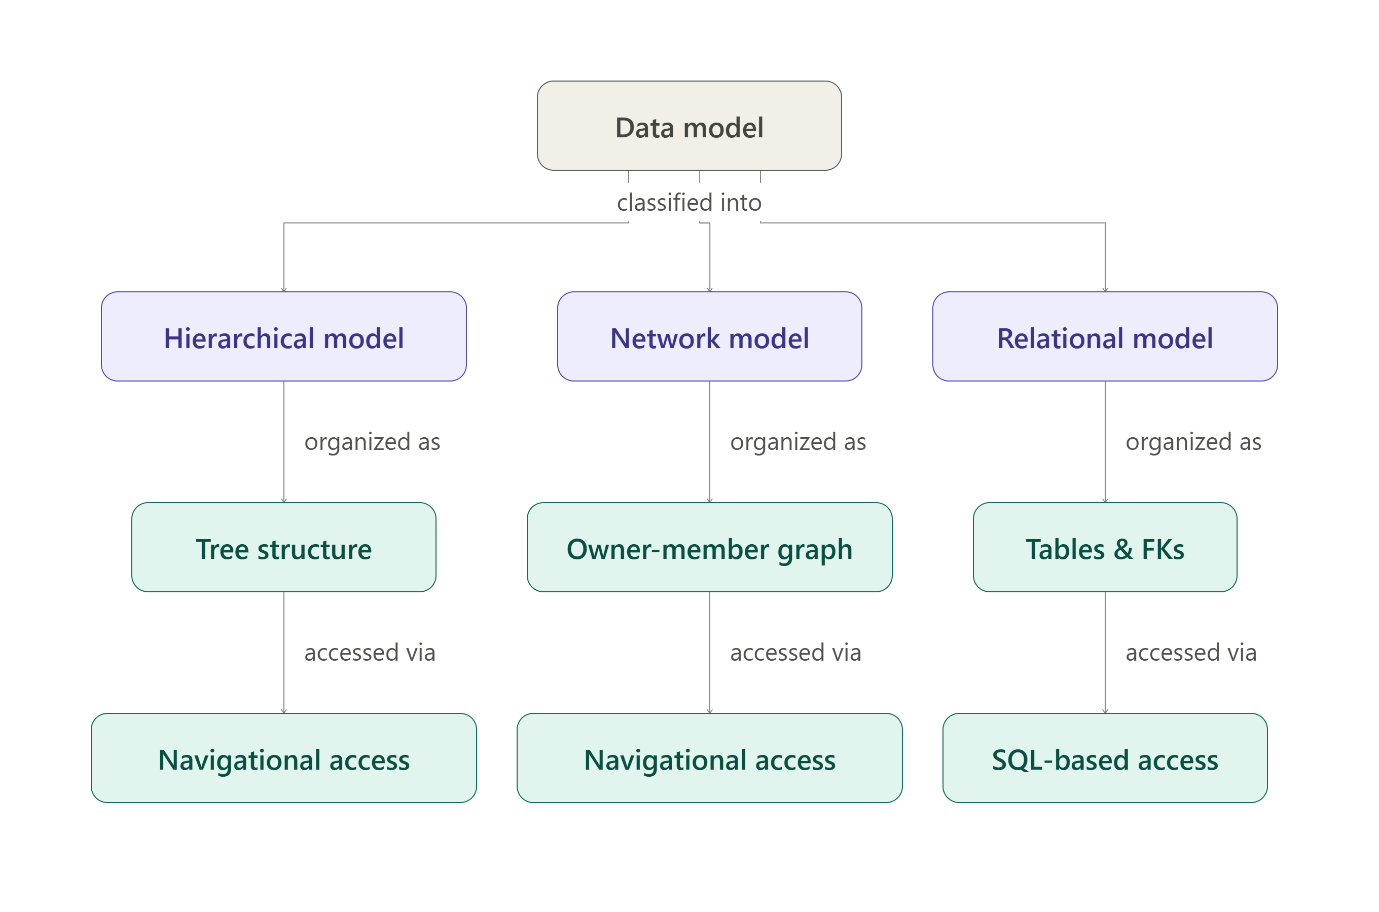 Data model
classified into
Hierarchical model
Network model
Relational model
organized as
organized as
organized as
Tree structure
Owner-member graph
Tables & FKs
accessed via
accessed via
accessed via
Navigational access
Navigational access
SQL-based access